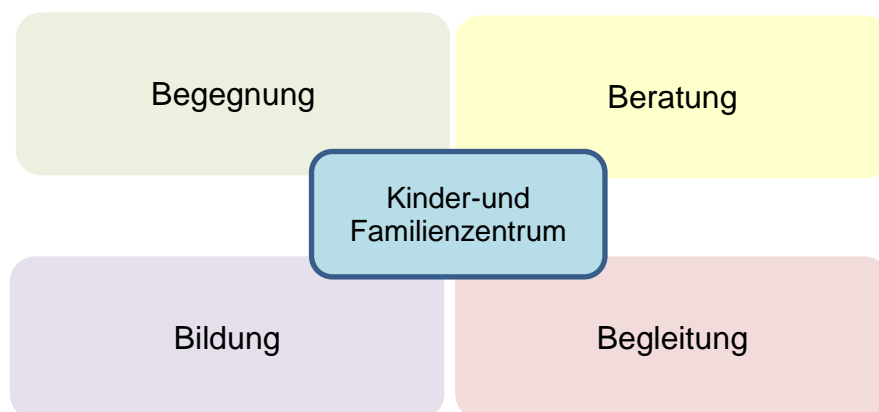 Begegnung
Beratung
Kinder-und
Familienzentrum
Bildung
Begleitung